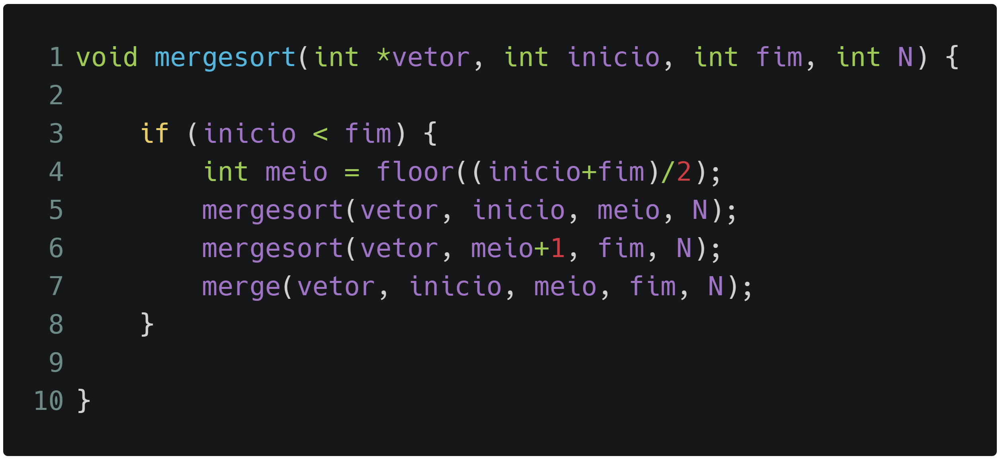 1 void mergesort(int *vetor, int inicio, int fim, int N) {
2
3     if (inicio < fim) {
4         int meio = floor((inicio+fim)/2);
5         mergesort(vetor, inicio, meio, N);
6         mergesort(vetor, meio+1, fim, N);
7         merge(vetor, inicio, meio, fim, N);
8     }
9
10 }